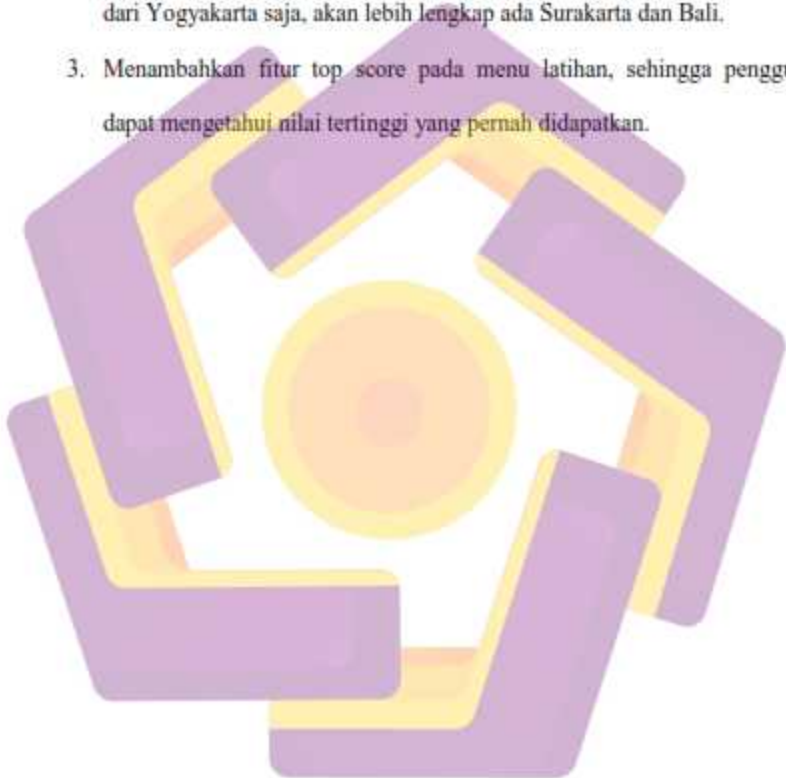 dari Yogyakarta saja, akan lebih lengkap ada Surakarta dan Bali.
3. Menambahkan fitur top score pada menu latihan, sehingga
dapat mengetahui nilai tertinggi yang pernah didapatkan.